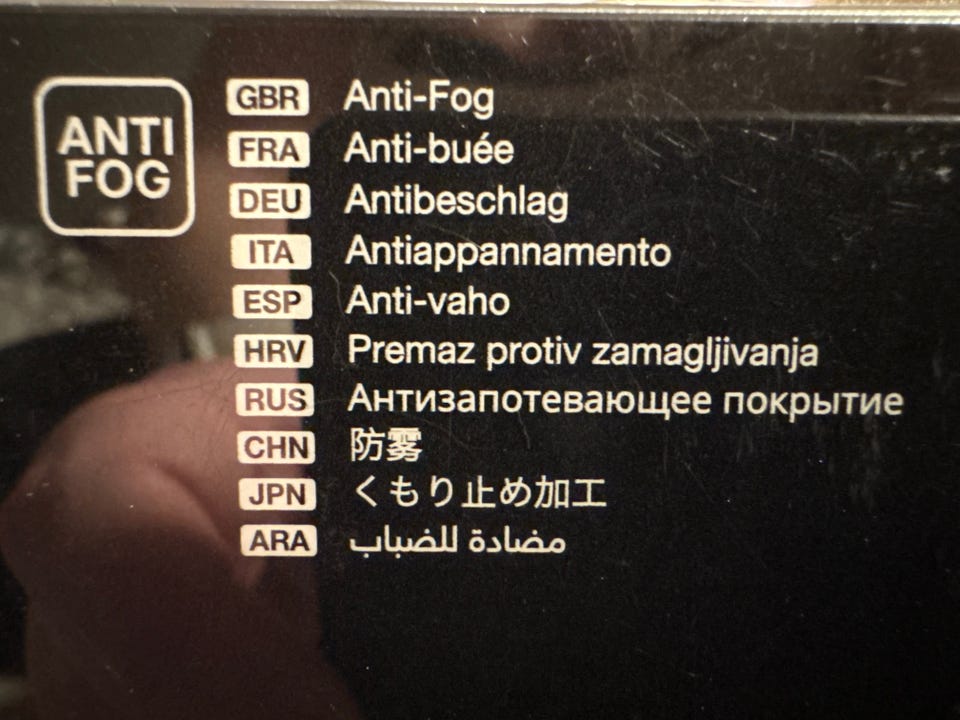 ANTI
FOG
GBR Anti-Fog
FRA Anti-buée
DEU Antibeschlag
ITA Antiappannamento
ESP Anti-vaho
HRV Premaz protiv zamagljivanja
RUS Антизапотевающее покрытие
CHN 防雾
JPN くもり止め加工
ARA مضادة للضباب